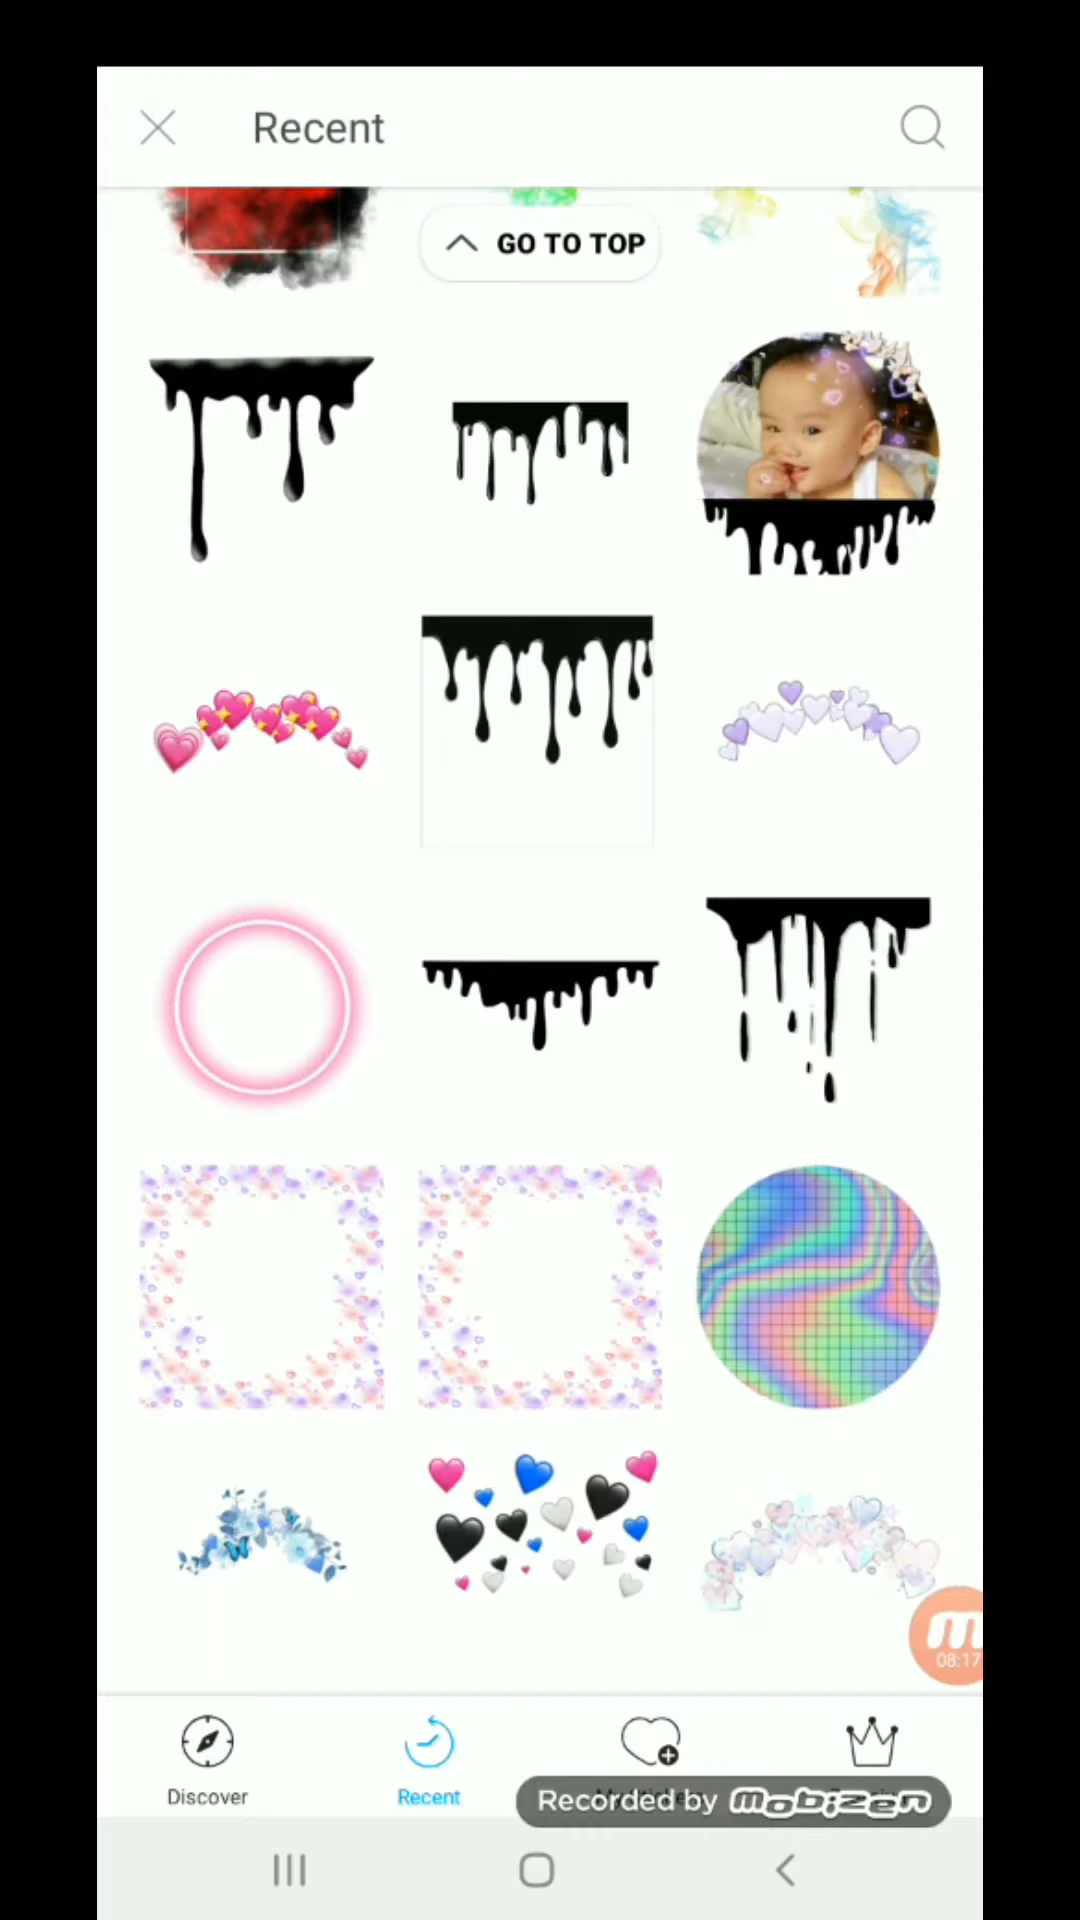 Recent
GO TO TOP
08:17
Discover
Recent
Recorded by mobizen